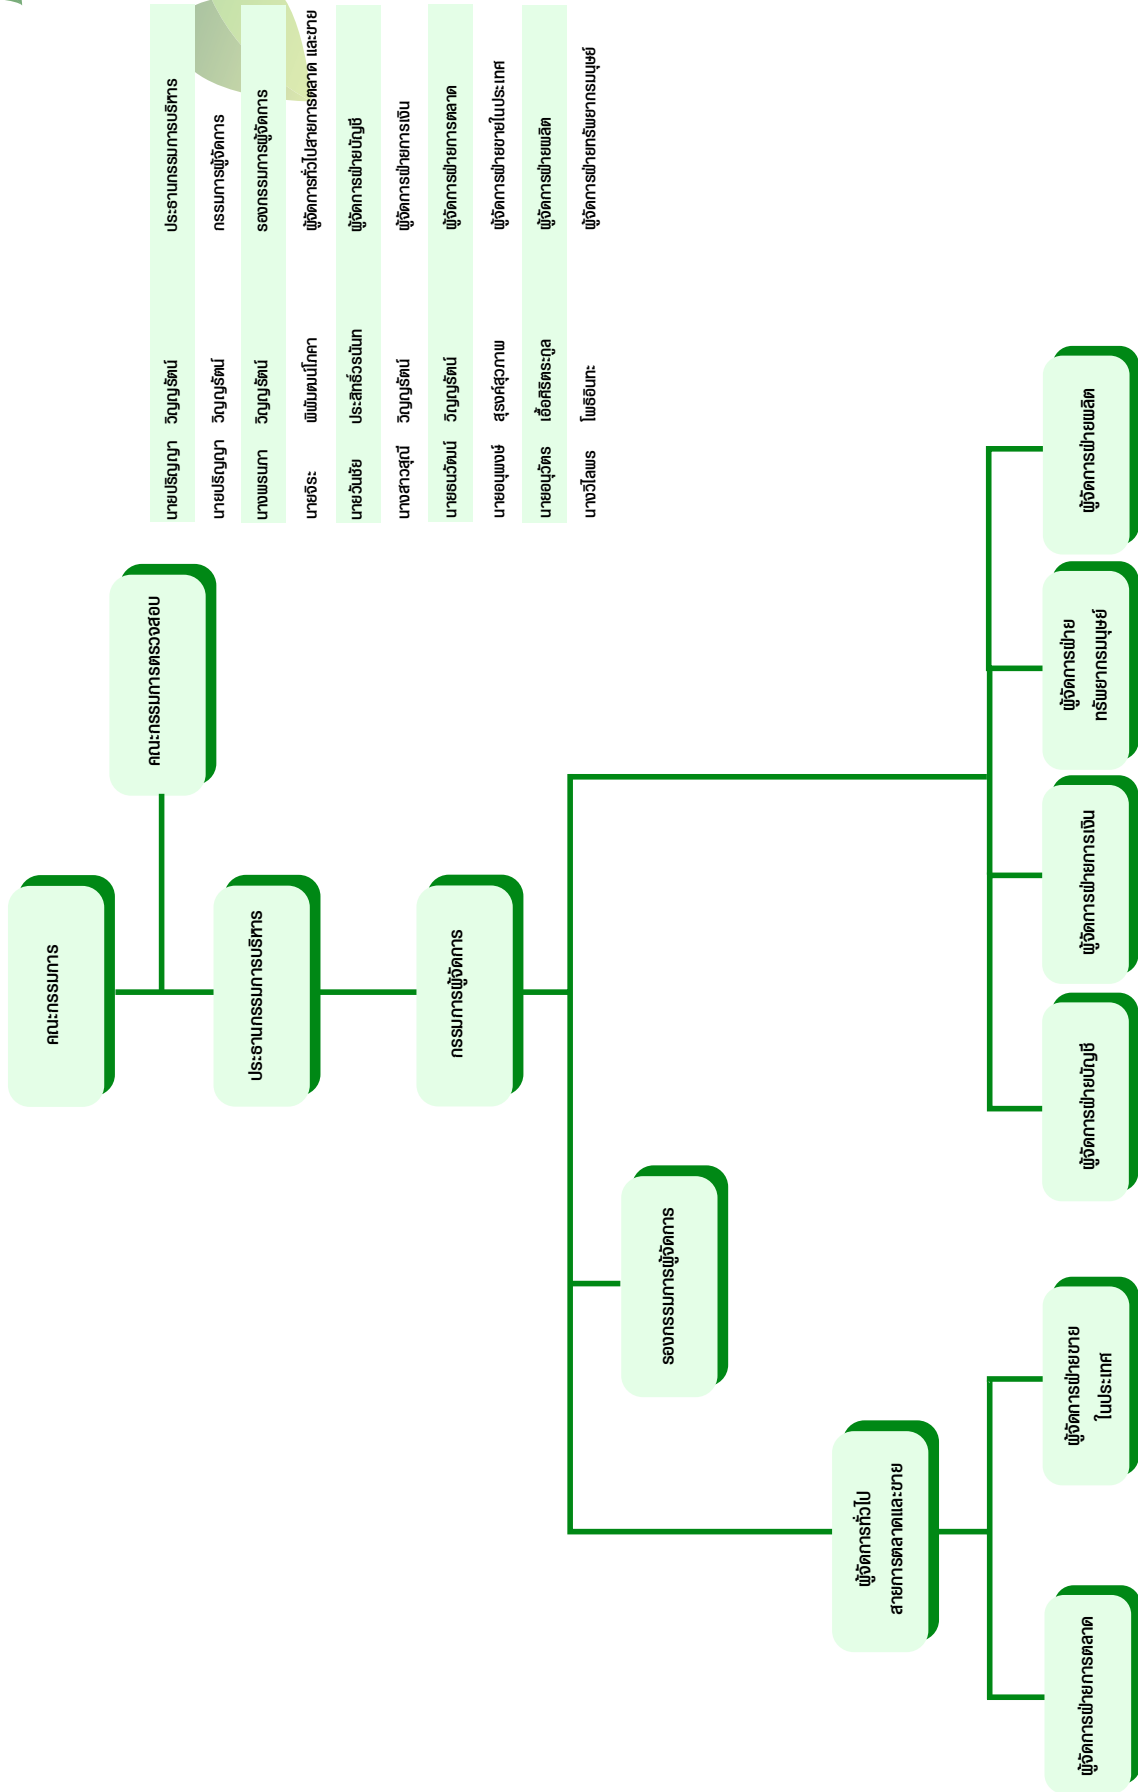 คณะกรรมการ
คณะกรรมการตรวจสอบ
ประธานกรรมการบริหาร
กรรมการผู้จัดการ
รองกรรมการผู้จัดการ
ผู้จัดการทั่วไป
สายการตลาดและขาย
ผู้จัดการฝ่ายการตลาด
ผู้จัดการฝ่ายขาย
ในประเทศ
ผู้จัดการฝ่ายบัญชี
ผู้จัดการฝ่ายการเงิน
ผู้จัดการฝ่าย
ทรัพยากรมนุษย์
ผู้จัดการฝ่ายผลิต
นายปริญญา วิญญรัตน์ ประธานกรรมการบริหาร
นายปริญญา วิญญรัตน์ กรรมการผู้จัดการ
นางพรนภา วิญญรัตน์ รองกรรมการผู้จัดการ
นายจิระ พิพัฒนบัโภคา ผู้จัดการทั่วไปสายการตลาด และขาย
นายวันชัย ประสิทธิ์วรนันท ผู้จัดการฝ่ายบัญชี
นางสาวสุณี วิญญรัตน์ ผู้จัดการฝ่ายการเงิน
นายธนวัฒน์ วิญญรัตน์ ผู้จัดการฝ่ายการตลาด
นายอนุพงษ์ สุรงค์สุวภาพ ผู้จัดการฝ่ายขายในประเทศ
นายอนุวัตร เอื้อศิริตระกูล ผู้จัดการฝ่ายผลิต
นางวิไลพร โพธิอินทะ ผู้จัดการฝ่ายทรัพยากรมนุษย์